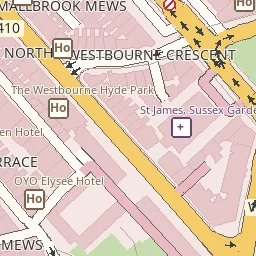 MALLBROOK MEWS
410
Ho
NORTH WESTBOURNE CRESCENT
The Westbourne Hyde Park
Ho
St James, Sussex Garde
en Hotel
RRACE
OYO Elysee Hotel
Ho
Ho
MEWS